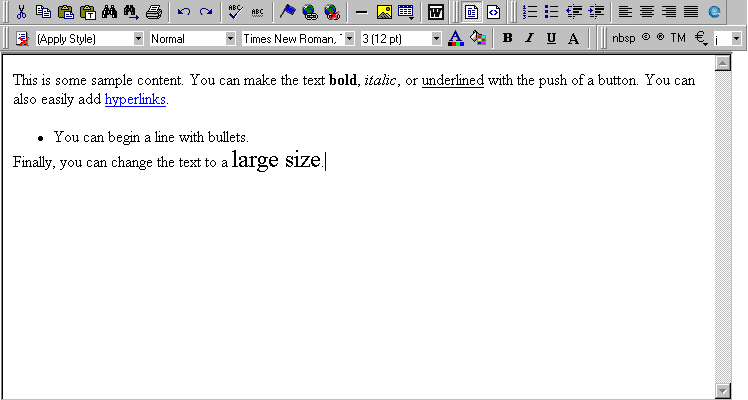 ABC ABC W
(Apply Style) Normal Times New Roman, T 3 (12 pt) A B I U A nbsp © ® TM € ¡
This is some sample content. You can make the text bold, italic, or underlined with the push of a button. You can
also easily add hyperlinks.
• You can begin a line with bullets.
Finally, you can change the text to a large size.